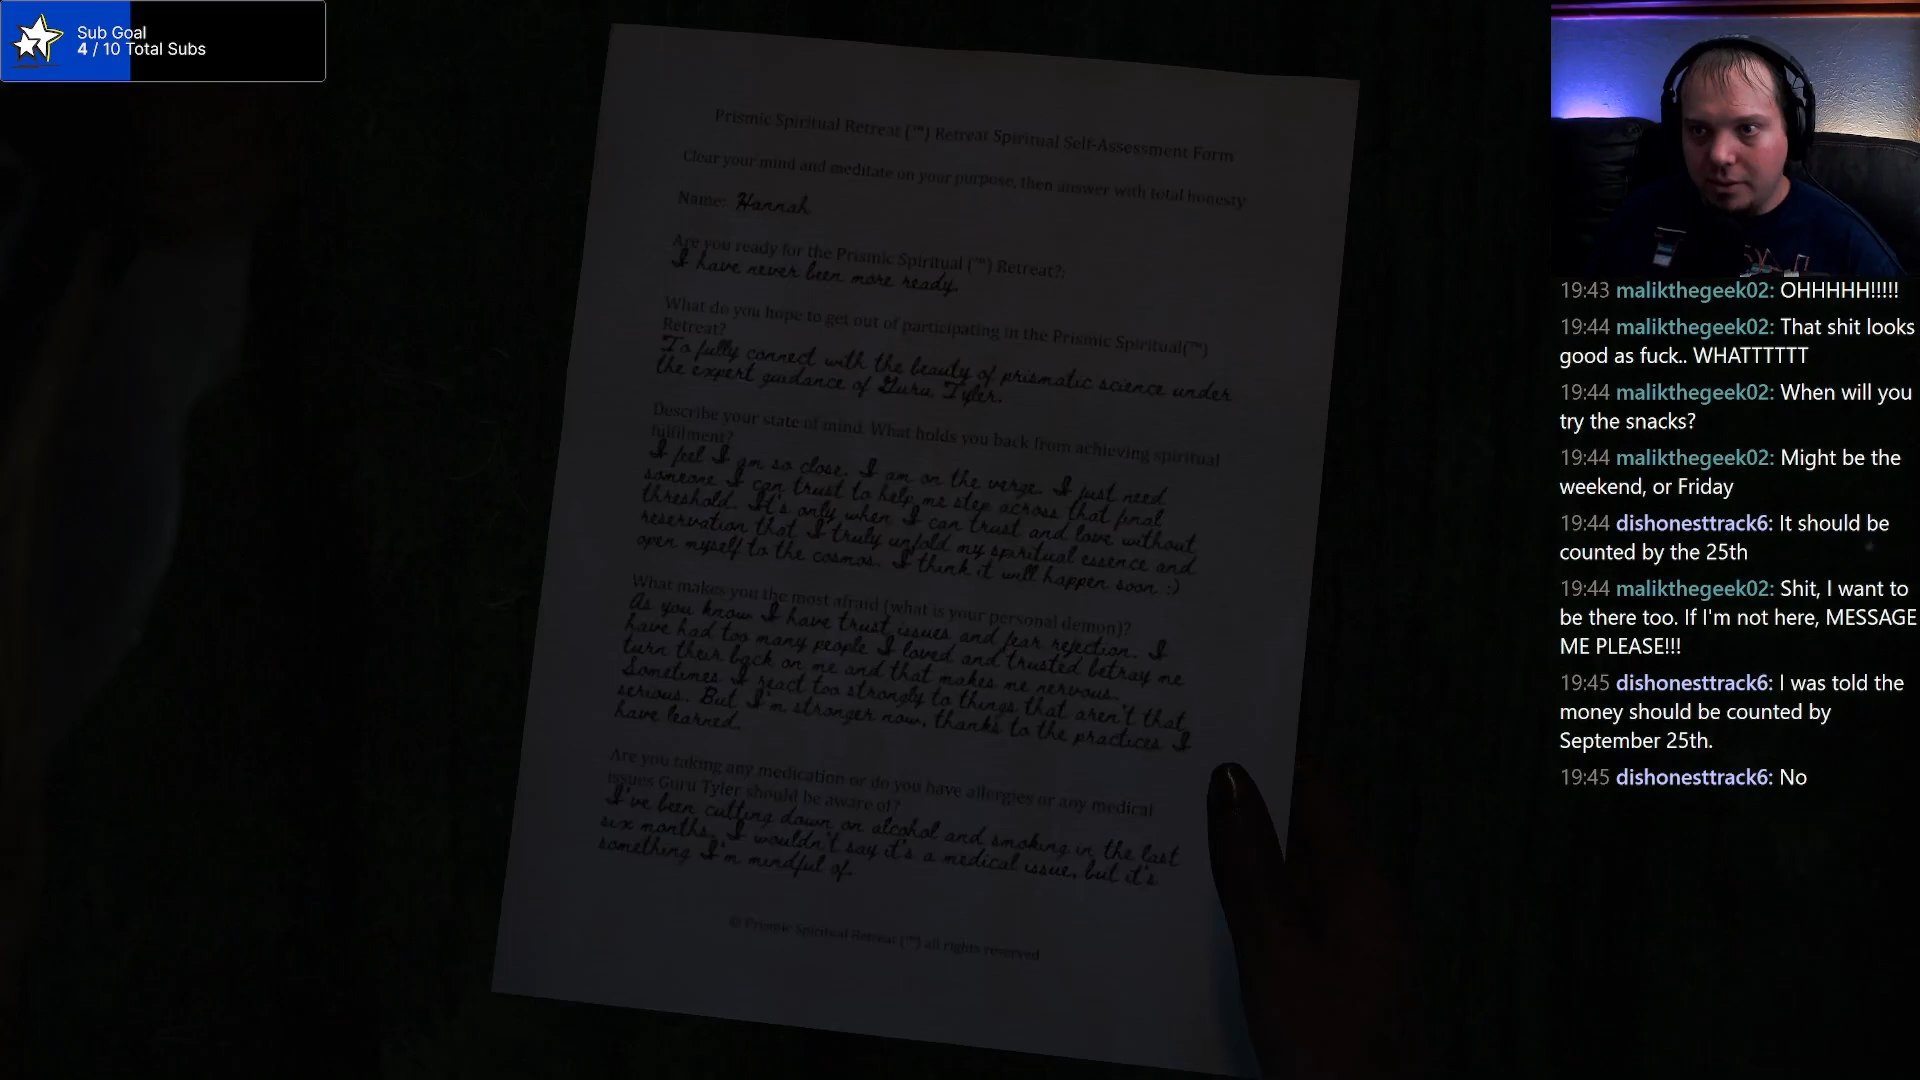 Sub Goal
4 / 10 Total Subs
Prismic Spiritual Retreat (™) Retreat Spiritual Self-Assessment Form
Clear your mind and meditate on your purpose, then answer with total honesty
Name: Hannah
Are you ready for the Prismic Spiritual (™) Retreat?:
I have never been more ready.
What do you hope to get out of participating in the Prismic Spiritual(™)
Retreat?
To fully connect with the beauty of prismatic science under
the expert guidance of Guru Tyler.
Describe your state of mind. What holds you back from achieving spiritual
fulfilment?
I feel I am so close. I am on the verge. I just need
someone I can trust to help me step across that final
threshold. It's only when I can trust and love without
reservation that I truly unfold my spiritual essence and
open myself to the cosmos. I think it will happen soon :)
What makes you the most afraid (what is your personal demon)?
As you know I have trust issues and fear rejection. I
have had too many people I loved and trusted betray me
turn their back on me and that makes me nervous.
Sometimes I react too strongly to things that aren't that
serious. But I'm stronger now, thanks to the practices I
have learned.
Are you taking any medication or do you have allergies or any medical
issues Guru Tyler should be aware of?
I've been cutting down on alcohol and smoking in the last
six months. I wouldn't say it's a medical issue, but it's
something I'm mindful of.
© Prismic Spiritual Retreat (™) all rights reserved
19:43 malikthegeek02: OHHHHH!!!!!
19:44 malikthegeek02: That shit looks
good as fuck.. WHATTTTTT
19:44 malikthegeek02: When will you
try the snacks?
19:44 malikthegeek02: Might be the
weekend, or Friday
19:44 dishonesttrack6: It should be
counted by the 25th
19:44 malikthegeek02: Shit, I want to
be there too. If I'm not here, MESSAGE
ME PLEASE!!!
19:45 dishonesttrack6: I was told the
money should be counted by
September 25th.
19:45 dishonesttrack6: No